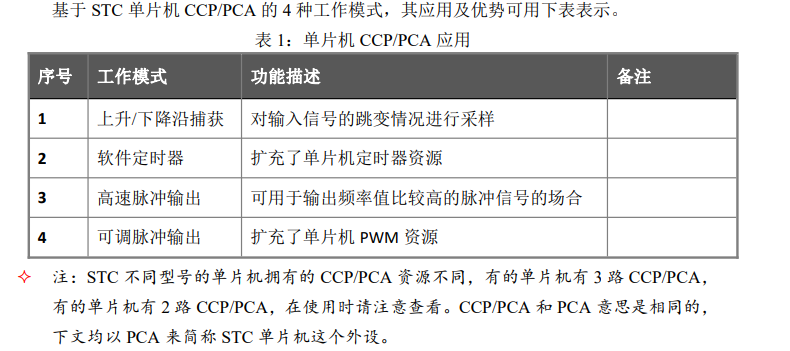 基于 STC 单片机 CCP/PCA 的 4 种工作模式，其应用及优势可用下表表示。
表 1：单片机 CCP/PCA 应用
序号 工作模式 功能描述 备注
1 上升/下降沿捕获 对输入信号的跳变情况进行采样
2 软件定时器 扩充了单片机定时器资源
3 高速脉冲输出 可用于输出频率值比较高的脉冲信号的场合
4 可调脉冲输出 扩充了单片机 PWM 资源
✧ 注：STC 不同型号的单片机拥有的 CCP/PCA 资源不同，有的单片机有 3 路 CCP/PCA，
有的单片机有 2 路 CCP/PCA，在使用时请注意查看。CCP/PCA 和 PCA 意思是相同的，
下文均以 PCA 来简称 STC 单片机这个外设。